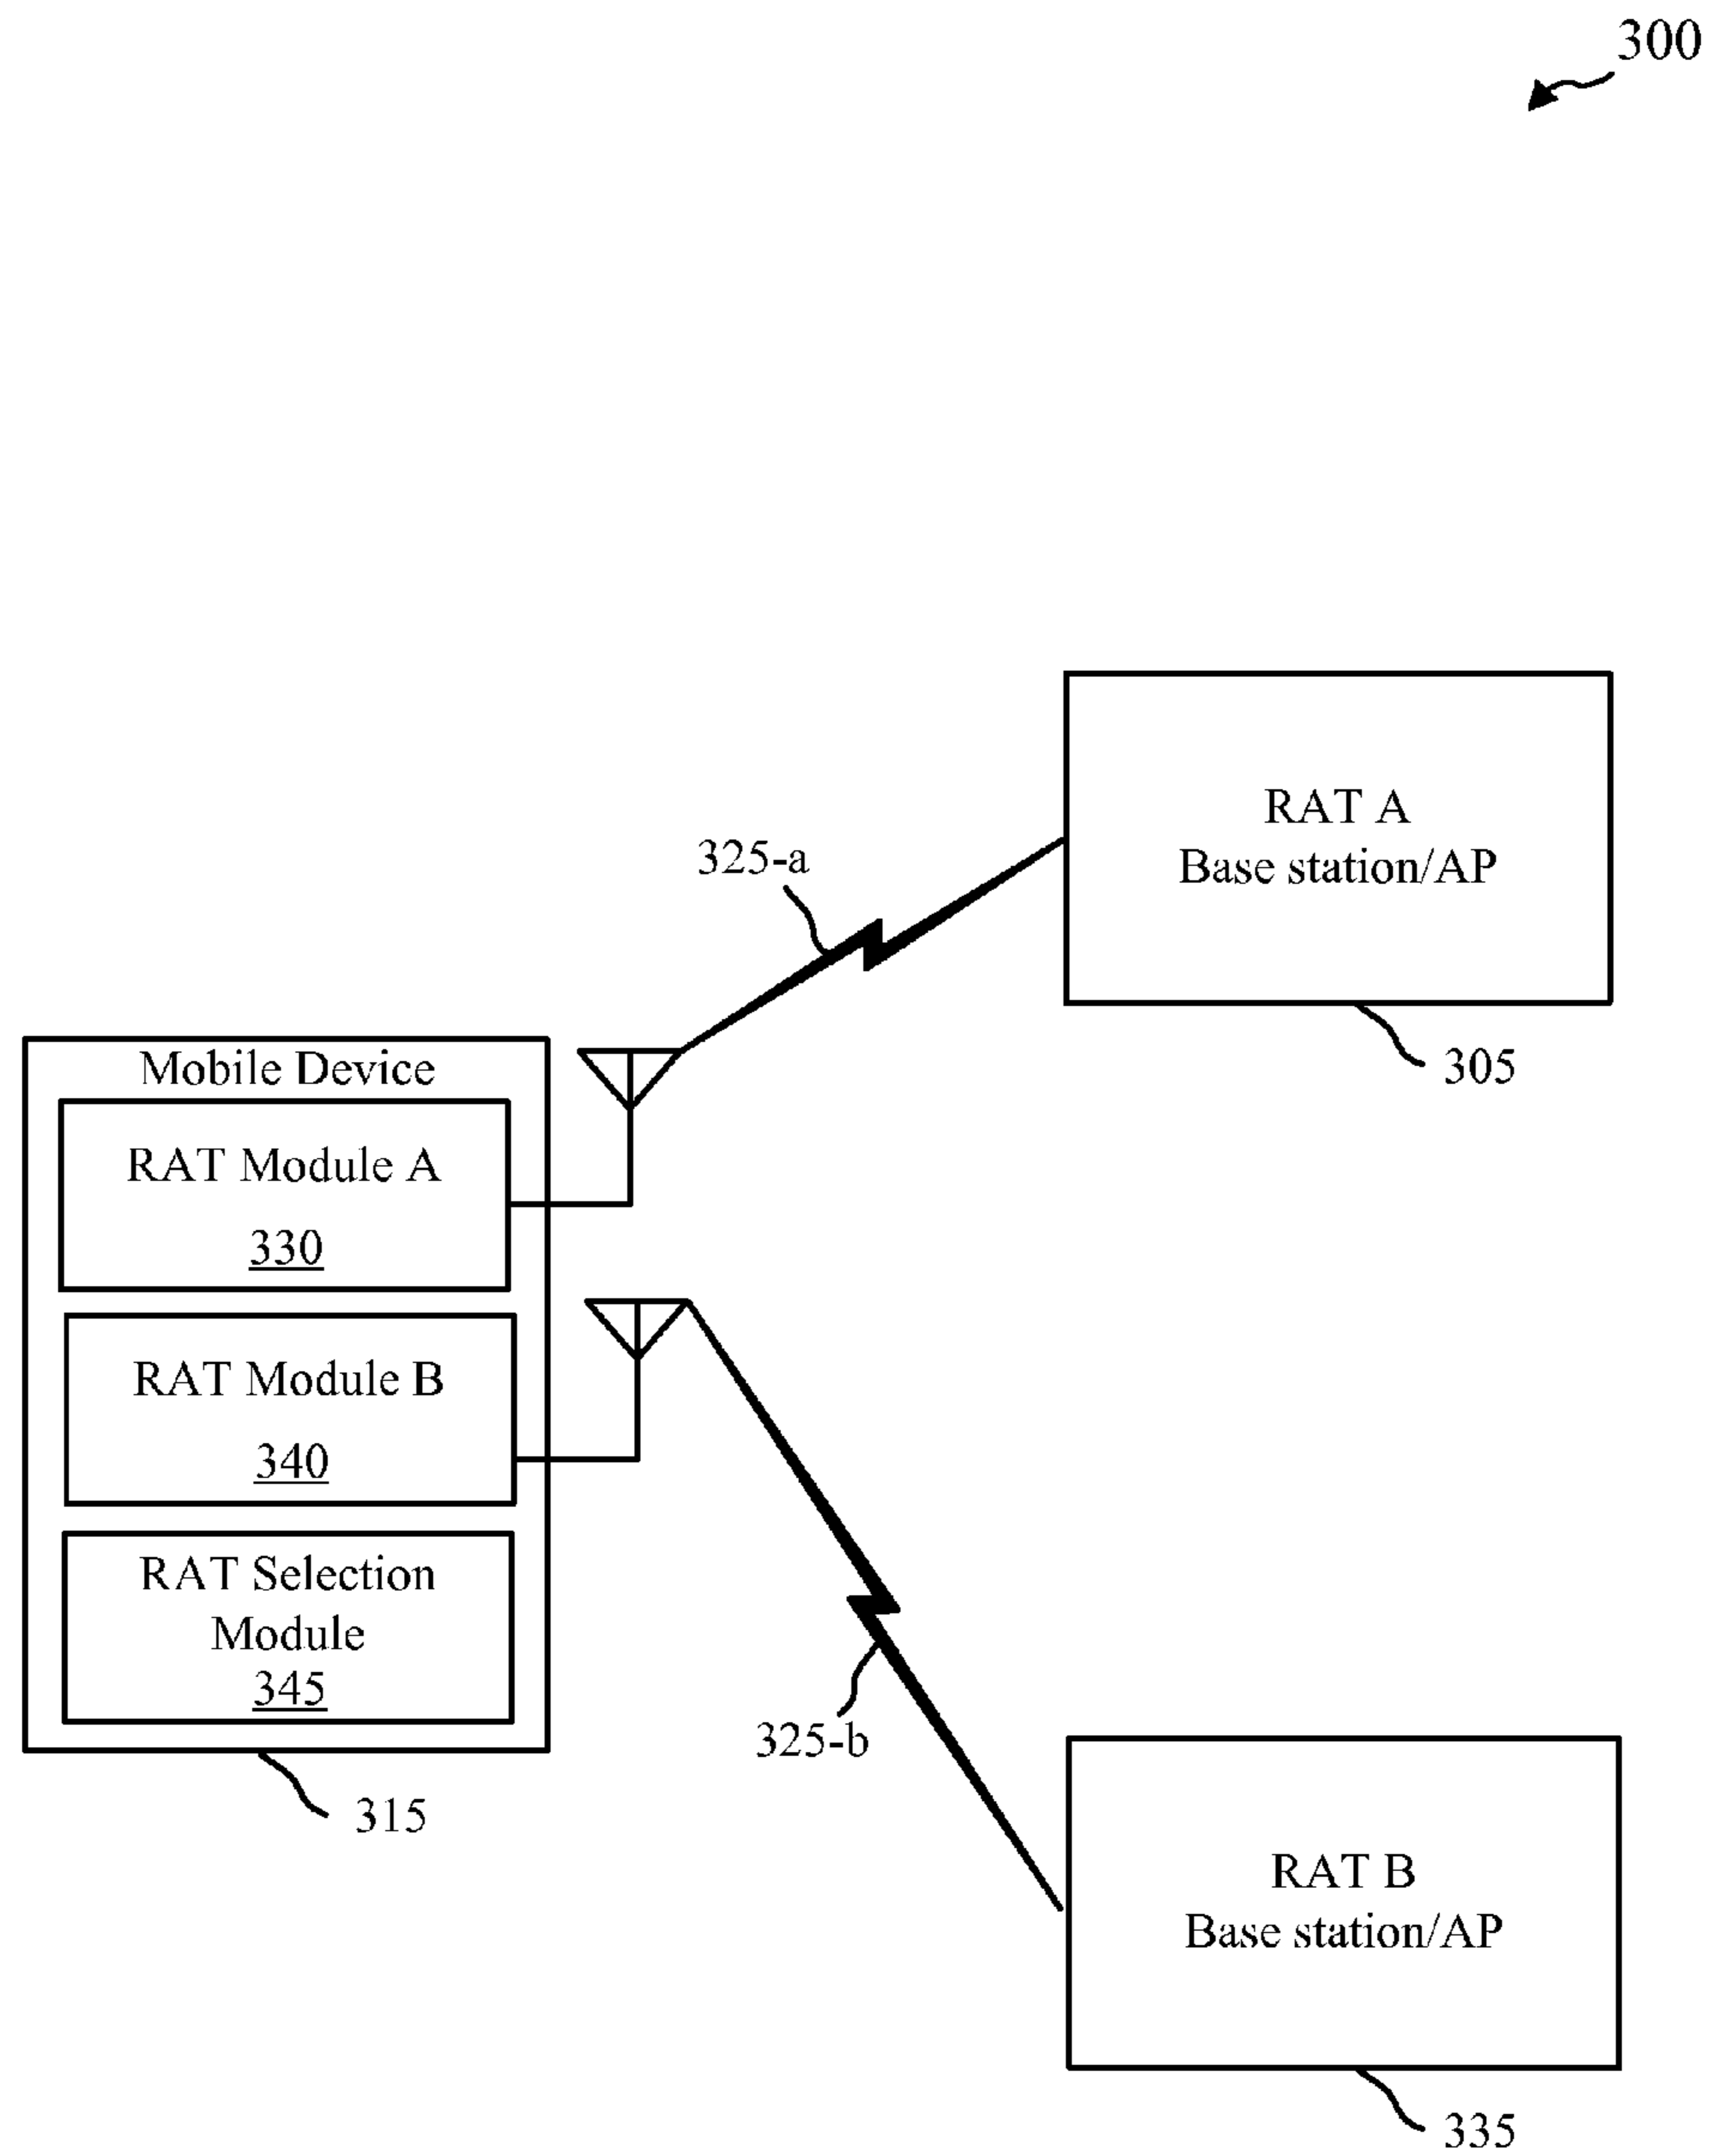 300
RAT A
Base station/AP
325-a
305
Mobile Device
RAT Module A
330
RAT Module B
340
RAT Selection
Module
345
325-b
315
RAT B
Base station/AP
335